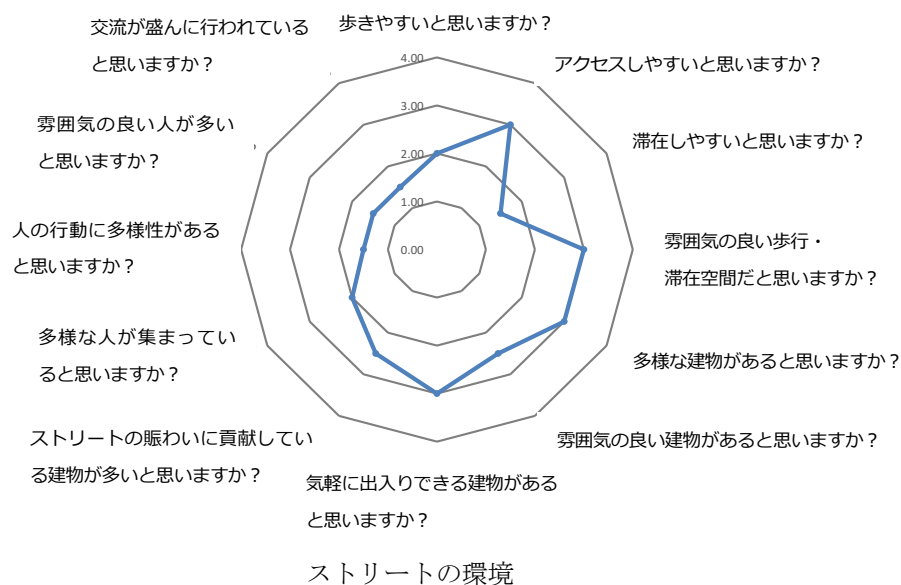 歩きやすいと思いますか？
アクセスしやすいと思いますか？
滞在しやすいと思いますか？
雰囲気の良い歩行・
滞在空間だと思いますか？
多様な建物があると思いますか？
雰囲気の良い建物があると思いますか？
気軽に出入りできる建物がある
と思いますか？
ストリートの賑わいに貢献してい
る建物が多いと思いますか？
多様な人が集まってい
ると思いますか？
人の行動に多様性がある
と思いますか？
雰囲気の良い人が多い
と思いますか？
交流が盛んに行われている
と思いますか？
4.00
3.00
2.00
1.00
0.00
ストリートの環境